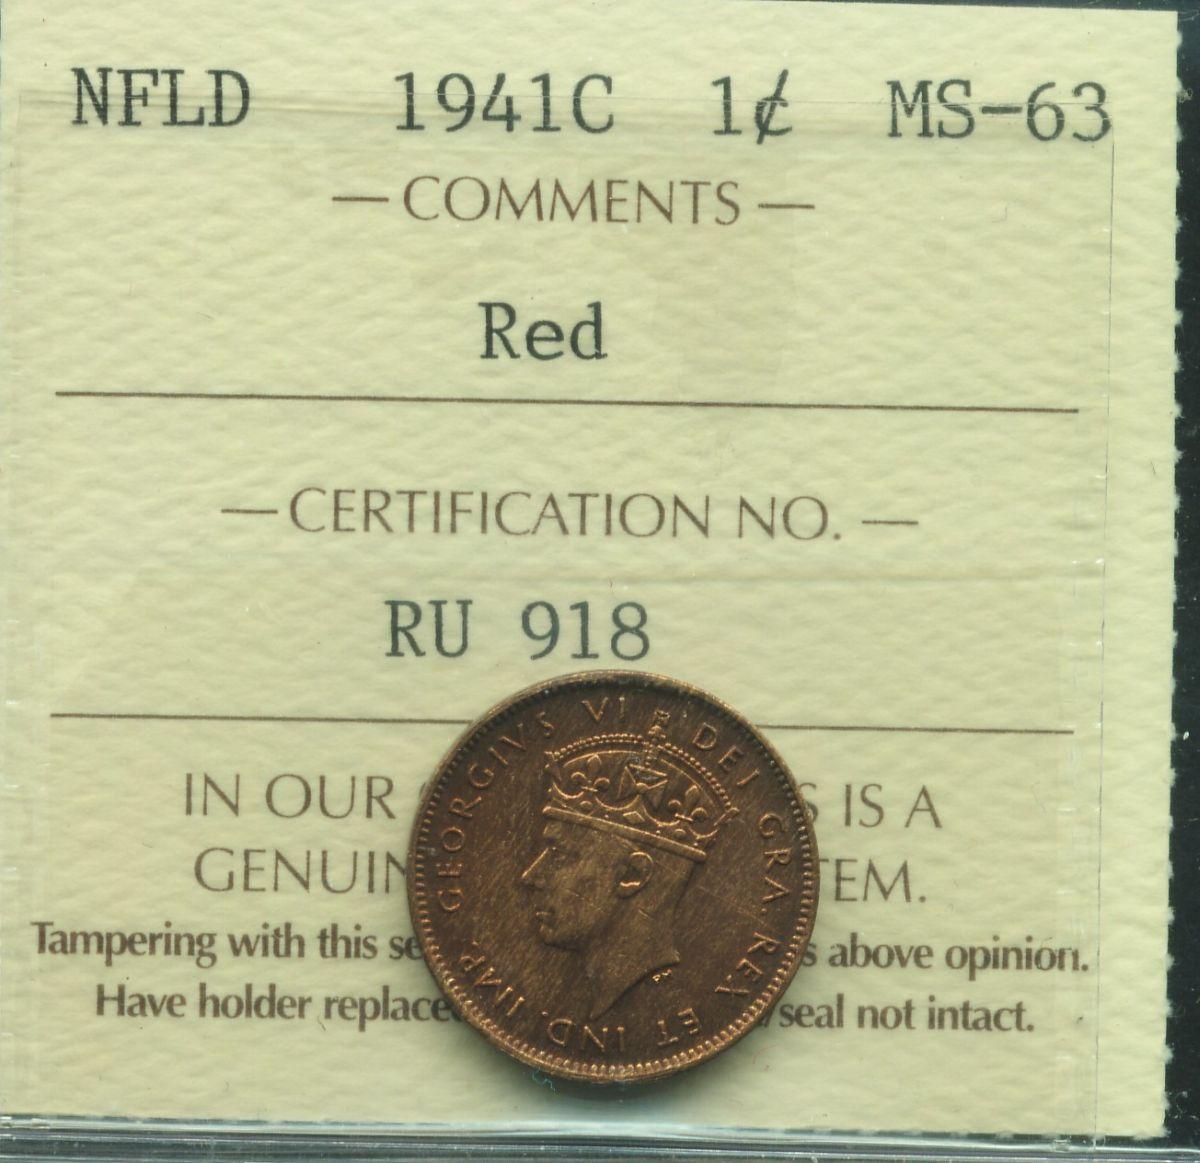 NFLD 1941C 1¢ MS-63
— COMMENTS —
Red
— CERTIFICATION NO. —
RU 918
IN OUR S IS A
GENUIN TEM.
Tampering with this se s above opinion.
Have holder replace /seal not intact.
GEORGIVS VI DEI GRA. REX ET IND. IMP.